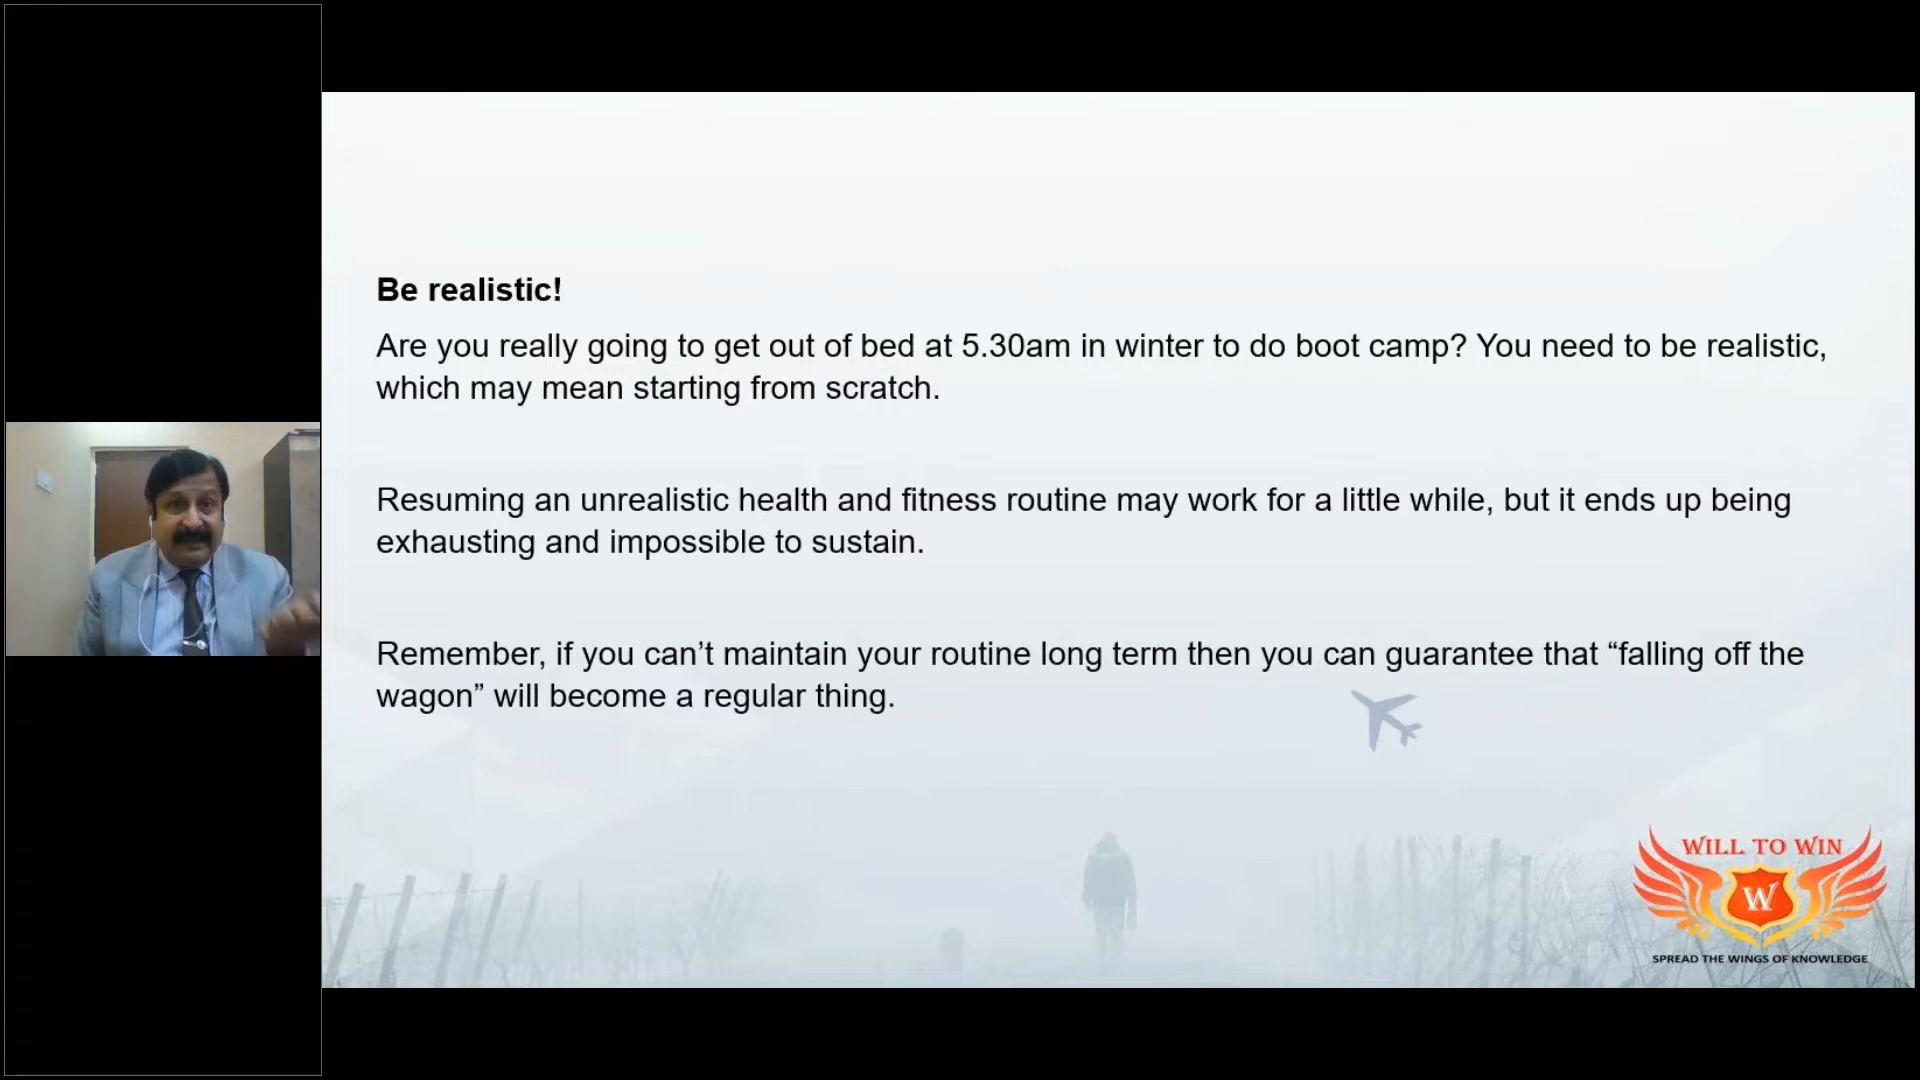 Be realistic!
Are you really going to get out of bed at 5.30am in winter to do boot camp? You need to be realistic,
which may mean starting from scratch.
Resuming an unrealistic health and fitness routine may work for a little while, but it ends up being
exhausting and impossible to sustain.
Remember, if you can’t maintain your routine long term then you can guarantee that “falling off the
wagon” will become a regular thing.
WILL TO WIN
W
SPREAD THE WINGS OF KNOWLEDGE